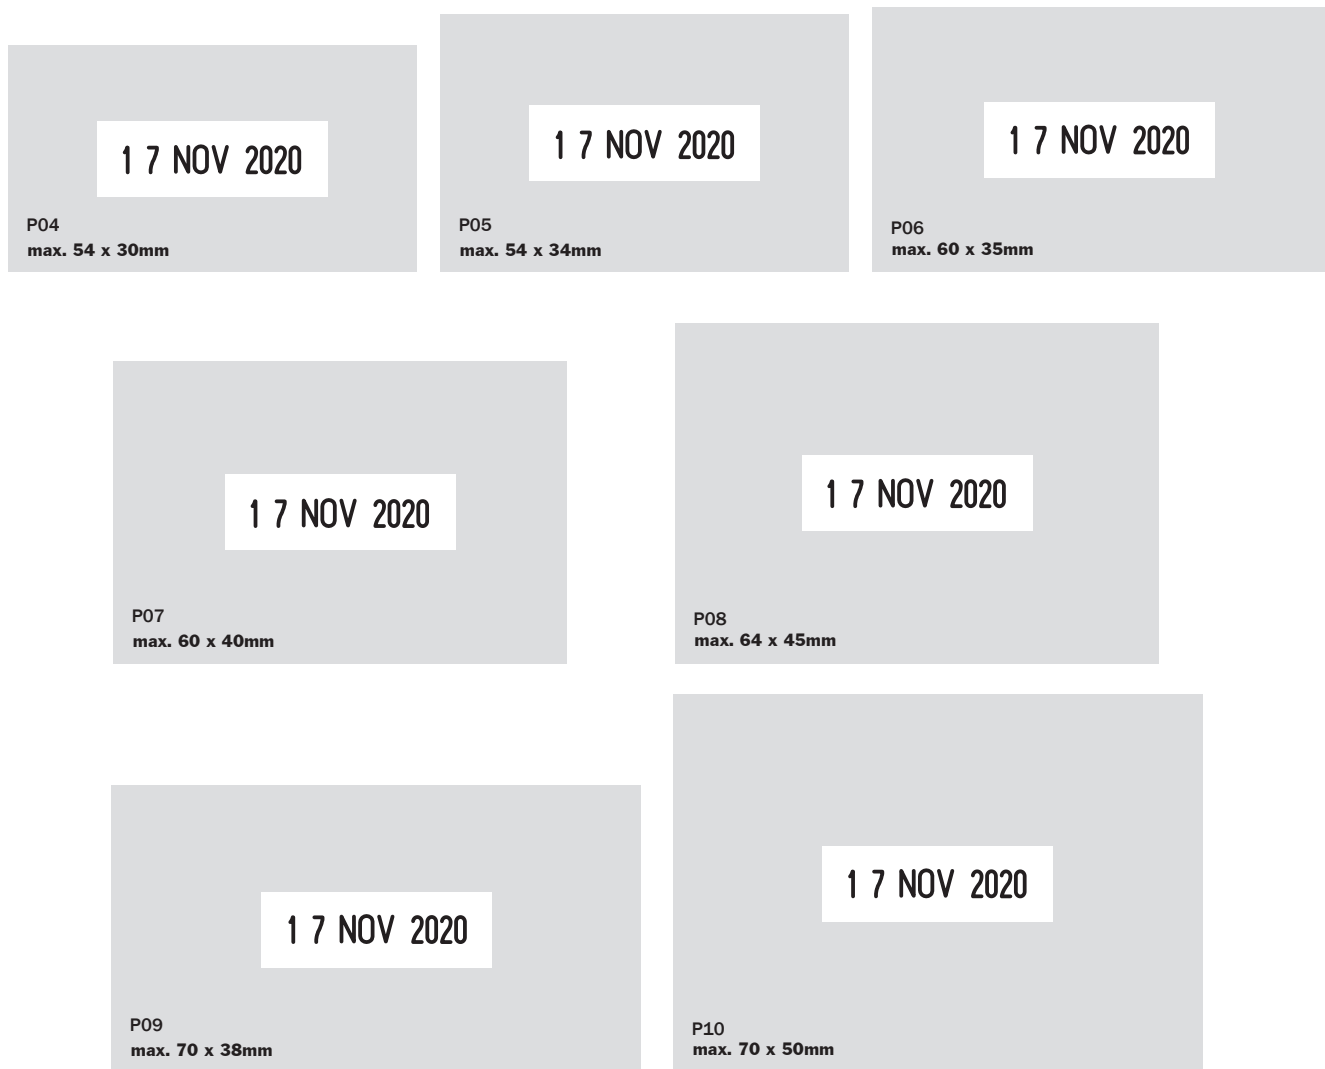 1 7 NOV 2020
P04
max. 54 x 30mm
1 7 NOV 2020
P05
max. 54 x 34mm
1 7 NOV 2020
P06
max. 60 x 35mm
1 7 NOV 2020
P07
max. 60 x 40mm
1 7 NOV 2020
P08
max. 64 x 45mm
1 7 NOV 2020
P09
max. 70 x 38mm
1 7 NOV 2020
P10
max. 70 x 50mm